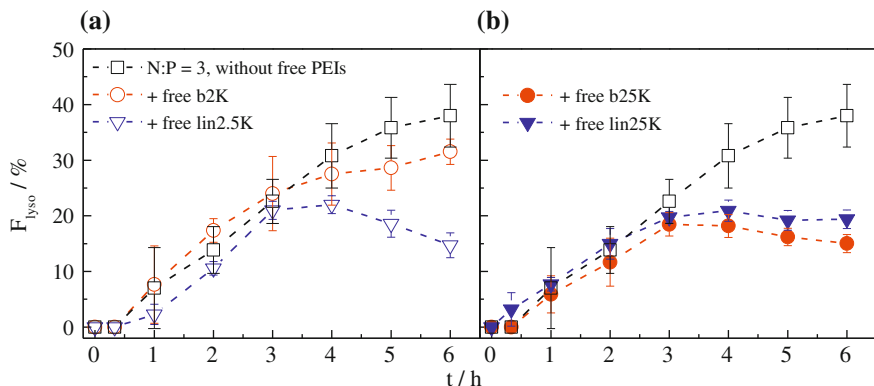 (a)
(b)
50
40
30
20
10
0
F_lyso / %
N:P = 3, without free PEIs
+ free b2K
+ free lin2.5K
+ free b25K
+ free lin25K
0 1 2 3 4 5 6
0 1 2 3 4 5 6
t / h